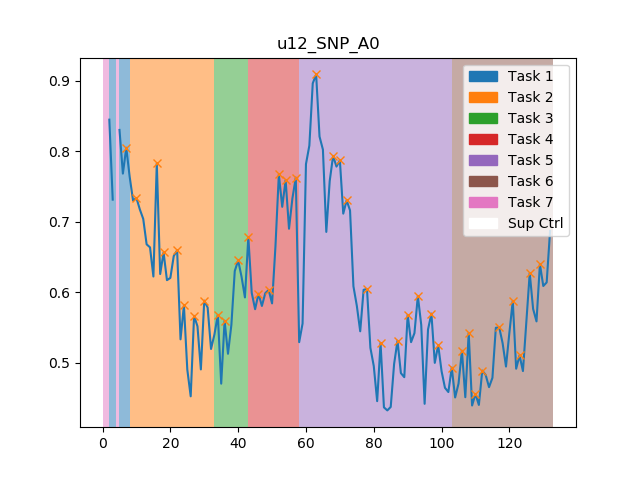 u12_SNP_A0
0.9
0.8
0.7
0.6
0.5
0 20 40 60 80 100 120
Task 1
Task 2
Task 3
Task 4
Task 5
Task 6
Task 7
Sup Ctrl